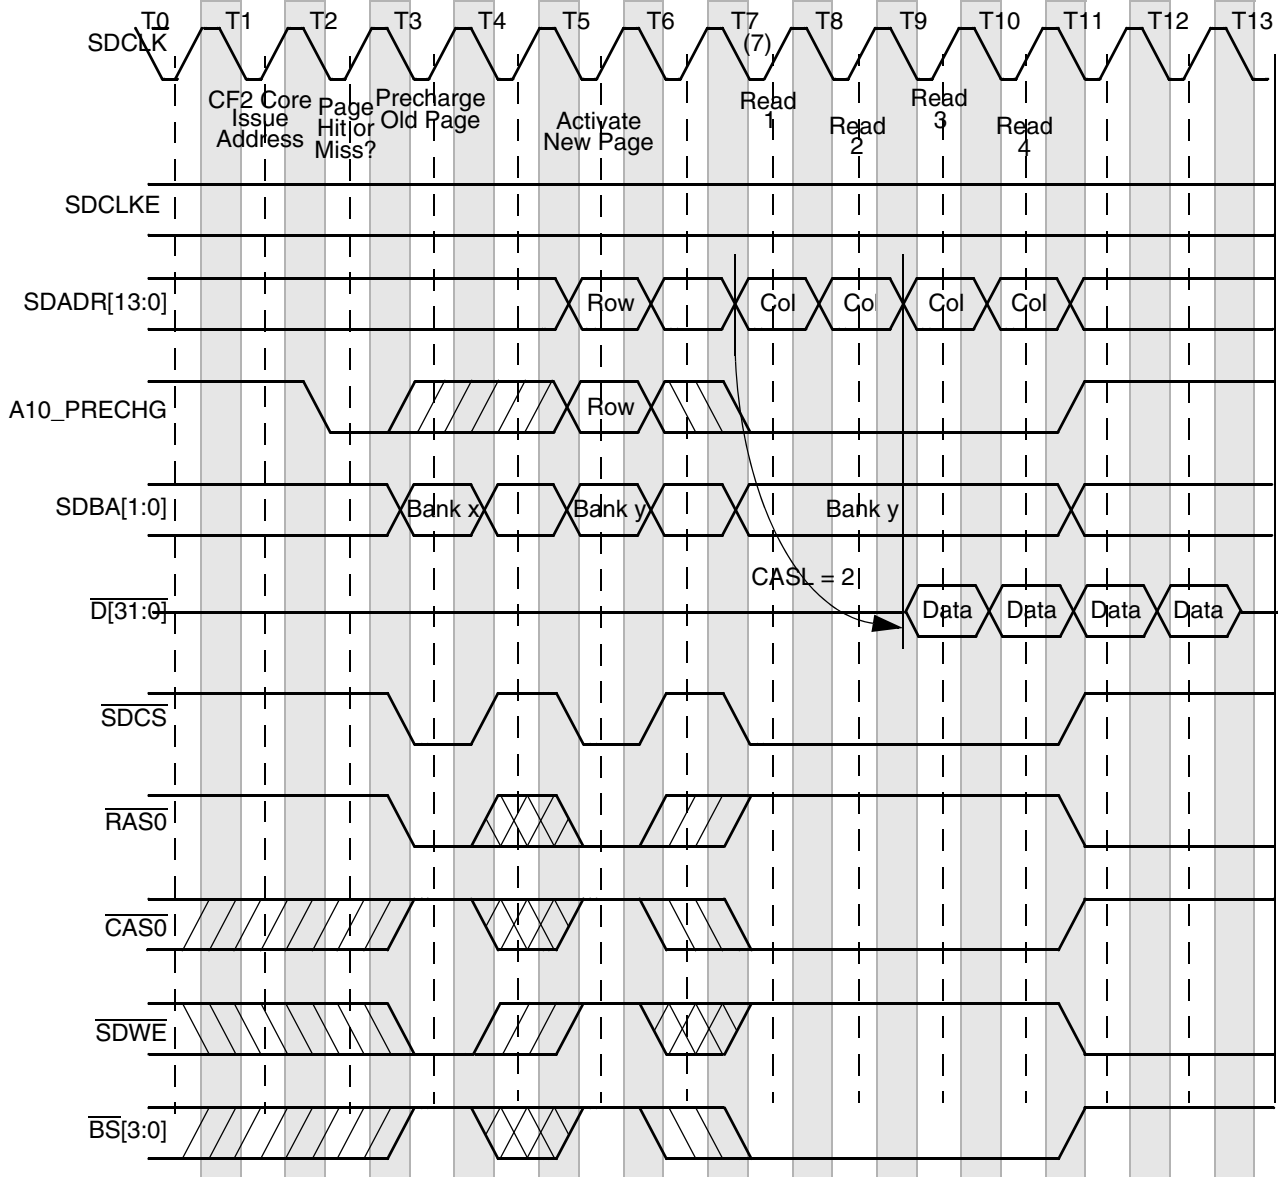 T0 T1 T2 T3 T4 T5 T6 T7 T8 T9 T10 T11 T12 T13
SDCLK
(7)
CF2 Core
Issue
Address
Page
Hit or
Miss?
Precharge
Old Page
Activate
New Page
Read
1
Read
2
Read
3
Read
4
SDCLKE
SDADR[13:0] Row Col Col Col Col
A10_PRECHG Row
SDBA[1:0] Bank x Bank y Bank y
CASL = 2
D[31:0] Data Data Data Data
SDCS
RAS0
CAS0
SDWE
BS[3:0]